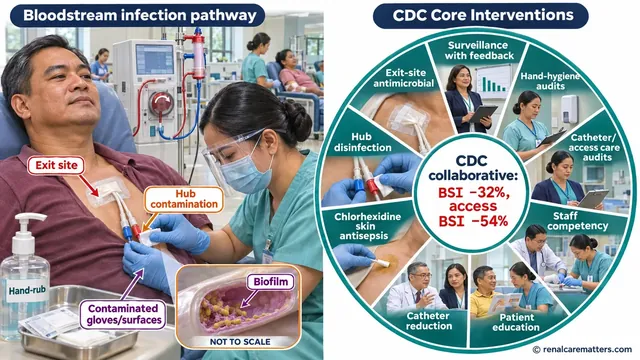 Bloodstream infection pathway
Exit site
Hub
contamination
Hand-rub
Contaminated
gloves/surfaces
Biofilm
NOT TO SCALE
CDC Core Interventions
Surveillance
with feedback
Hand-hygiene
audits
Catheter/
access care
audits
Staff
competency
Patient
education
Catheter
reduction
Chlorhexidine
skin
antisepsis
Hub
disinfection
Exit-site
antimicrobial
CDC
collaborative:
BSI −32%,
access
BSI −54%
© renalcarematters.com